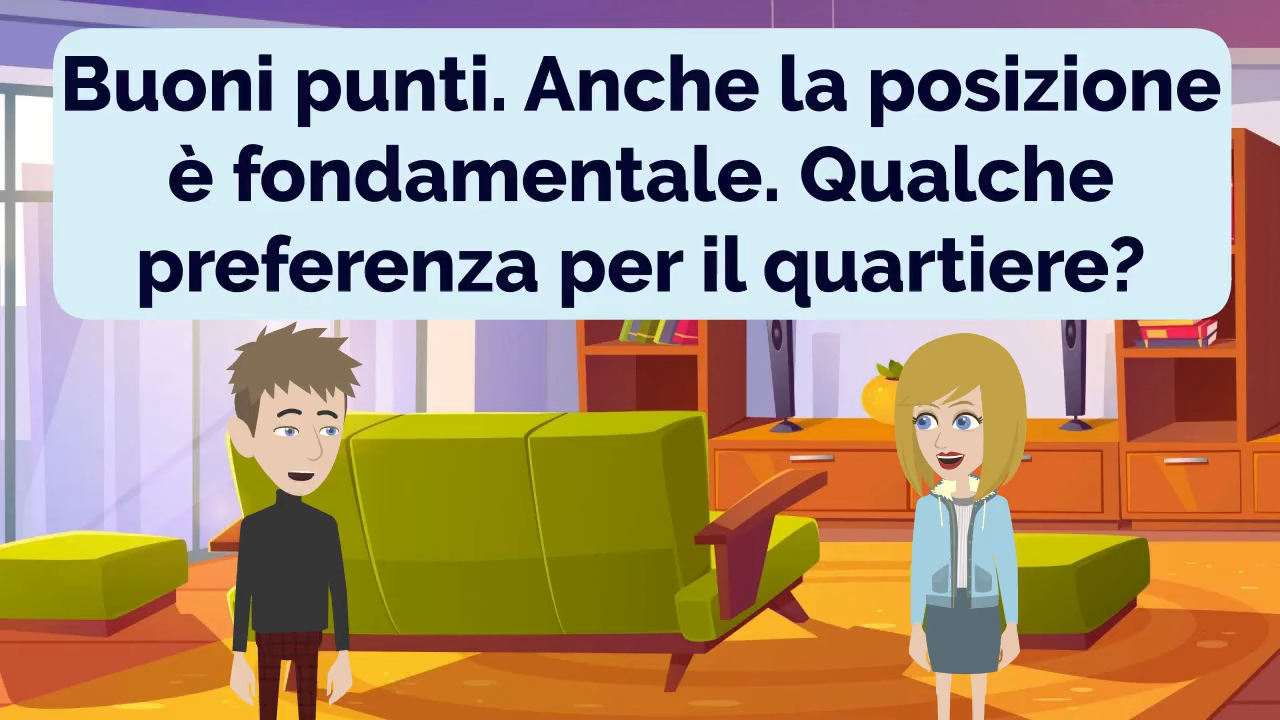 Buoni punti. Anche la posizione
è fondamentale. Qualche
preferenza per il quartiere?